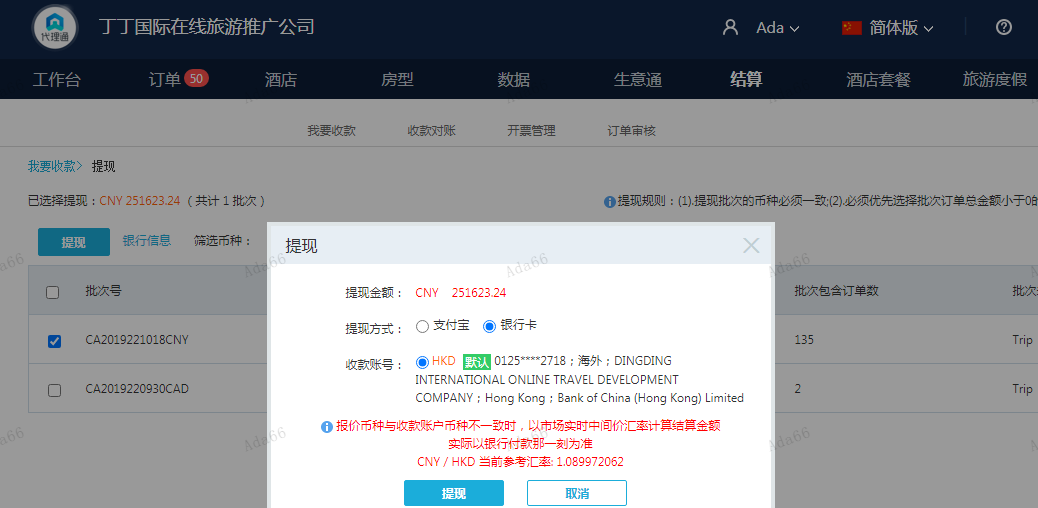 代理通
丁丁国际在线旅游推广公司
Ada
简体版
工作台 订单 50 酒店 房型 数据 生意通 结算 酒店套餐 旅游度假
我要收款 收款对账 开票管理 订单审核
我要收款> 提现
已选择提现：CNY 251623.24（共计 1 批次）
提现规则：(1).提现批次的币种必须一致;(2).必须优先选择批次订单总金额小于0的
提现 银行信息 筛选币种：
批次号 批次包含订单数 批次
CA2019221018CNY 135 Trip
CA2019220930CAD 2 Trip
提现
提现金额： CNY 251623.24
提现方式： 支付宝 银行卡
收款账号： HKD 默认 0125****2718；海外；DINGDING
INTERNATIONAL ONLINE TRAVEL DEVELOPMENT
COMPANY；Hong Kong；Bank of China (Hong Kong) Limited
报价币种与收款账户币种不一致时，以市场实时中间价汇率计算结算金额
实际以银行付款那一刻为准
CNY / HKD 当前参考汇率: 1.089972062
提现 取消
Ada66
Ada66
Ada66
Ada66
Ada66
Ada66
Ada66